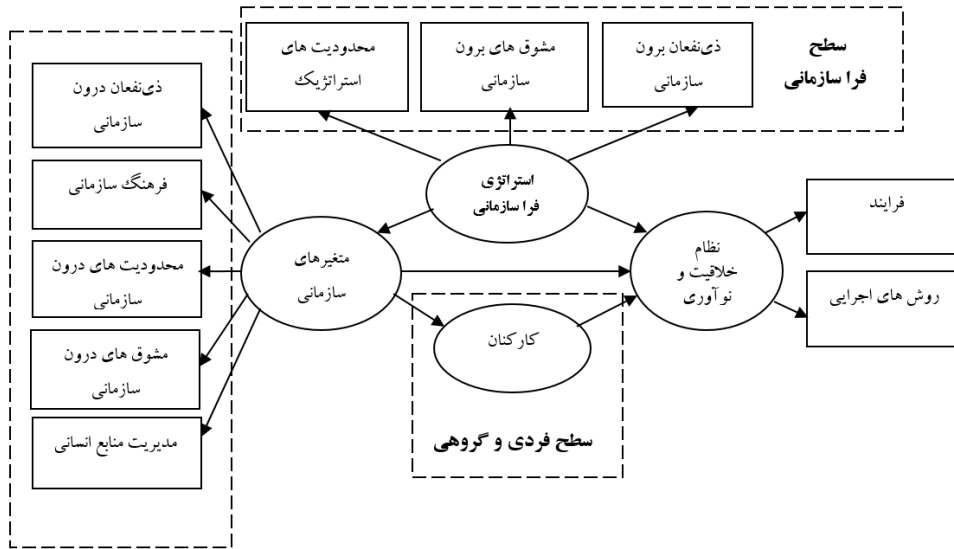 سطح
فرا سازمانی
ذی‌نفعان برون
سازمانی
مشوق های برون
سازمانی
محدودیت های
استراتژیک
استراتژی
فرا سازمانی
ذی‌نفعان درون
سازمانی
فرهنگ سازمانی
محدودیت های درون
سازمانی
مشوق های درون
سازمانی
مدیریت منابع انسانی
متغیرهای
سازمانی
کارکنان
سطح فردی و گروهی
نظام
خلاقیت و
نوآوری
فرایند
روش های اجرایی